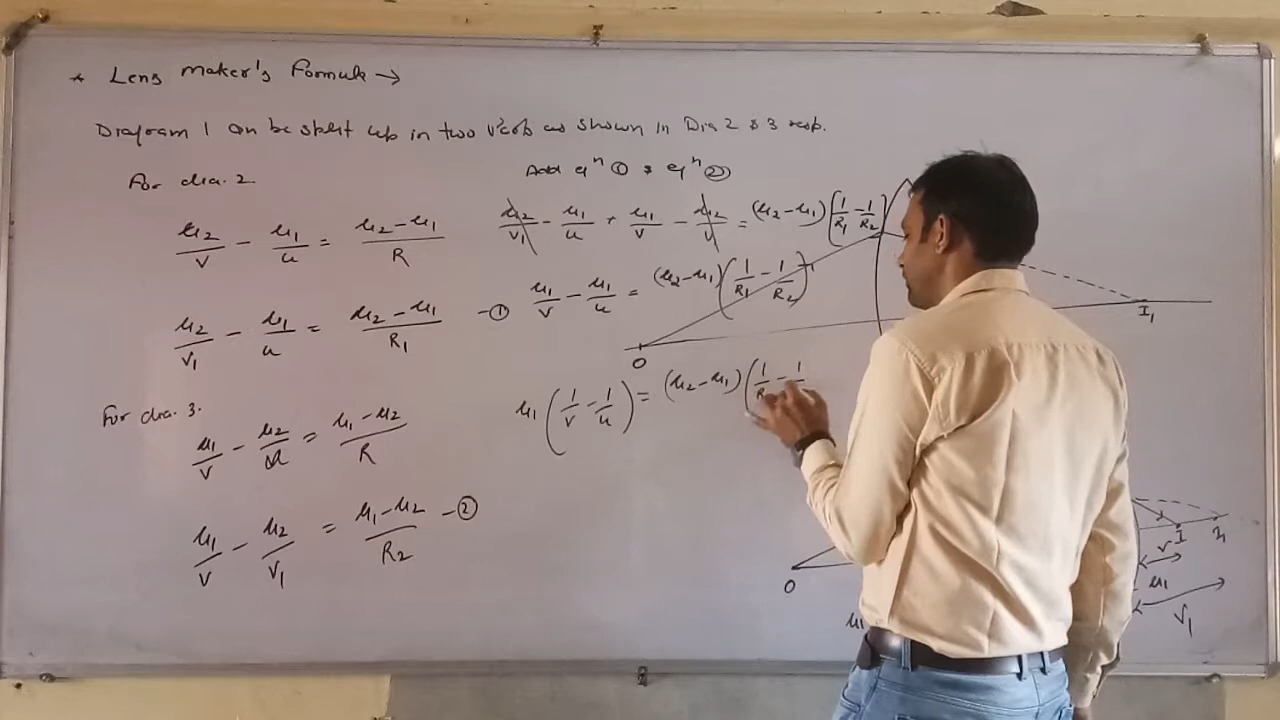 * Lens Maker's Formula →
Diagram 1 can be split up in two parts as shown in Dia 2 & 3 resp.
For dia. 2
μ2/v - μ1/u = μ2-μ1/R
μ2/v1 - μ1/u = μ2-μ1/R1 -①
For dia. 3.
μ1/v - μ2/u = μ1-μ2/R
μ1/v - μ2/v1 = μ1-μ2/R2 -②
Add eqⁿ ① & eqⁿ ②
μ2/v1 - μ1/u + μ1/v - μ2/v = (μ2-μ1)[1/R1 - 1/R2]
μ1/v - μ1/u = (μ2-μ1)(1/R1 - 1/R2)
μ1(1/v - 1/u) = (μ2-μ1)(1/R - 1
O
I1
O
I
I1
v
μ1
v1
μ1